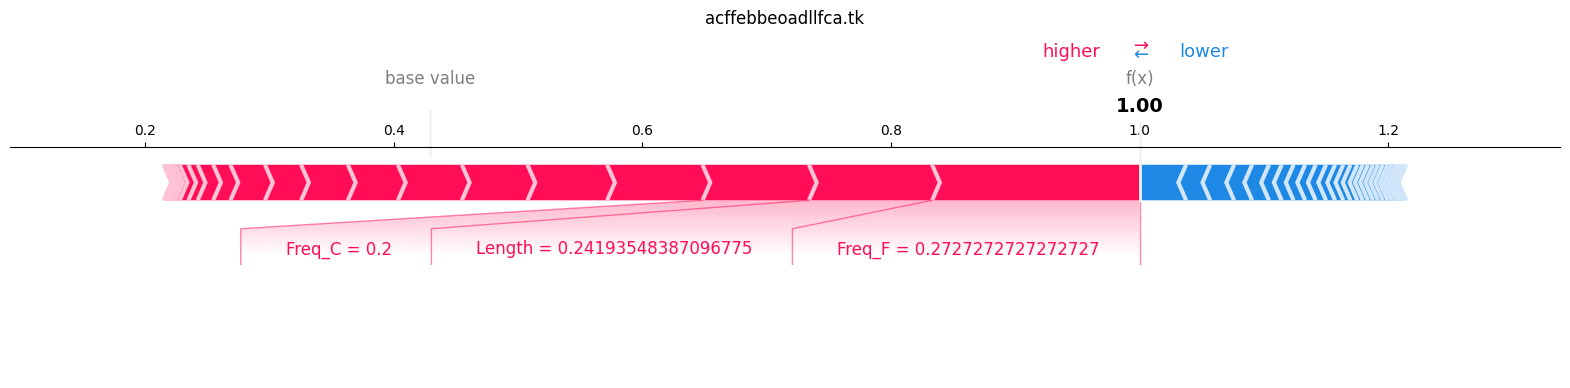 acffebbeoadllfca.tk
higher ⇄ lower
base value f(x)
1.00
0.2 0.4 0.6 0.8 1.0 1.2
Freq_C = 0.2 Length = 0.24193548387096775 Freq_F = 0.2727272727272727